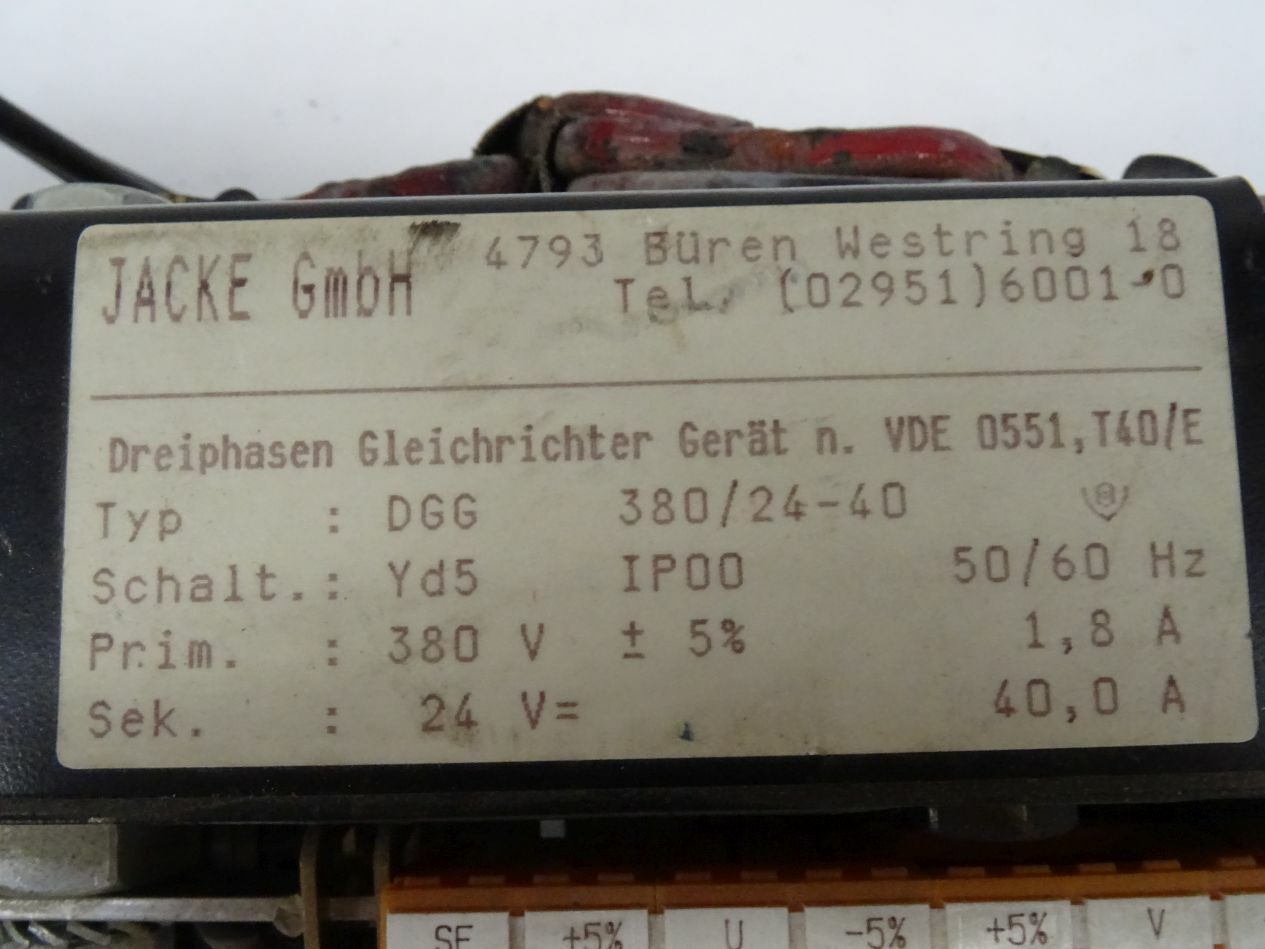 JACKE GmbH 4793 Büren Westring 18
Tel. (02951)6001-0
Dreiphasen Gleichrichter Gerät n. VDE 0551,T40/E
Typ : DGG 380/24-40
Schalt.: Yd5 IP00 50/60 Hz
Prim. : 380 V ± 5% 1,8 A
Sek. : 24 V= 40,0 A
SE +5% U -5% +5% V